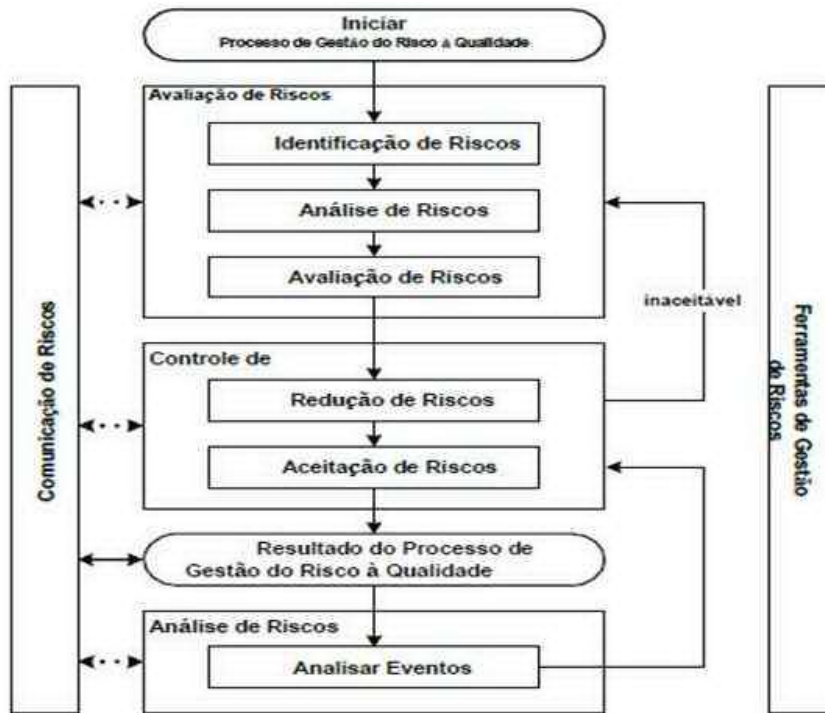 Iniciar
Processo de Gestão do Risco à Qualidade
Avaliação de Riscos
Identificação de Riscos
Análise de Riscos
Avaliação de Riscos
inaceitável
Controle de
Redução de Riscos
Aceitação de Riscos
Resultado do Processo de
Gestão do Risco à Qualidade
Análise de Riscos
Analisar Eventos
Comunicação de Riscos
Ferramentas de Gestão
de Riscos